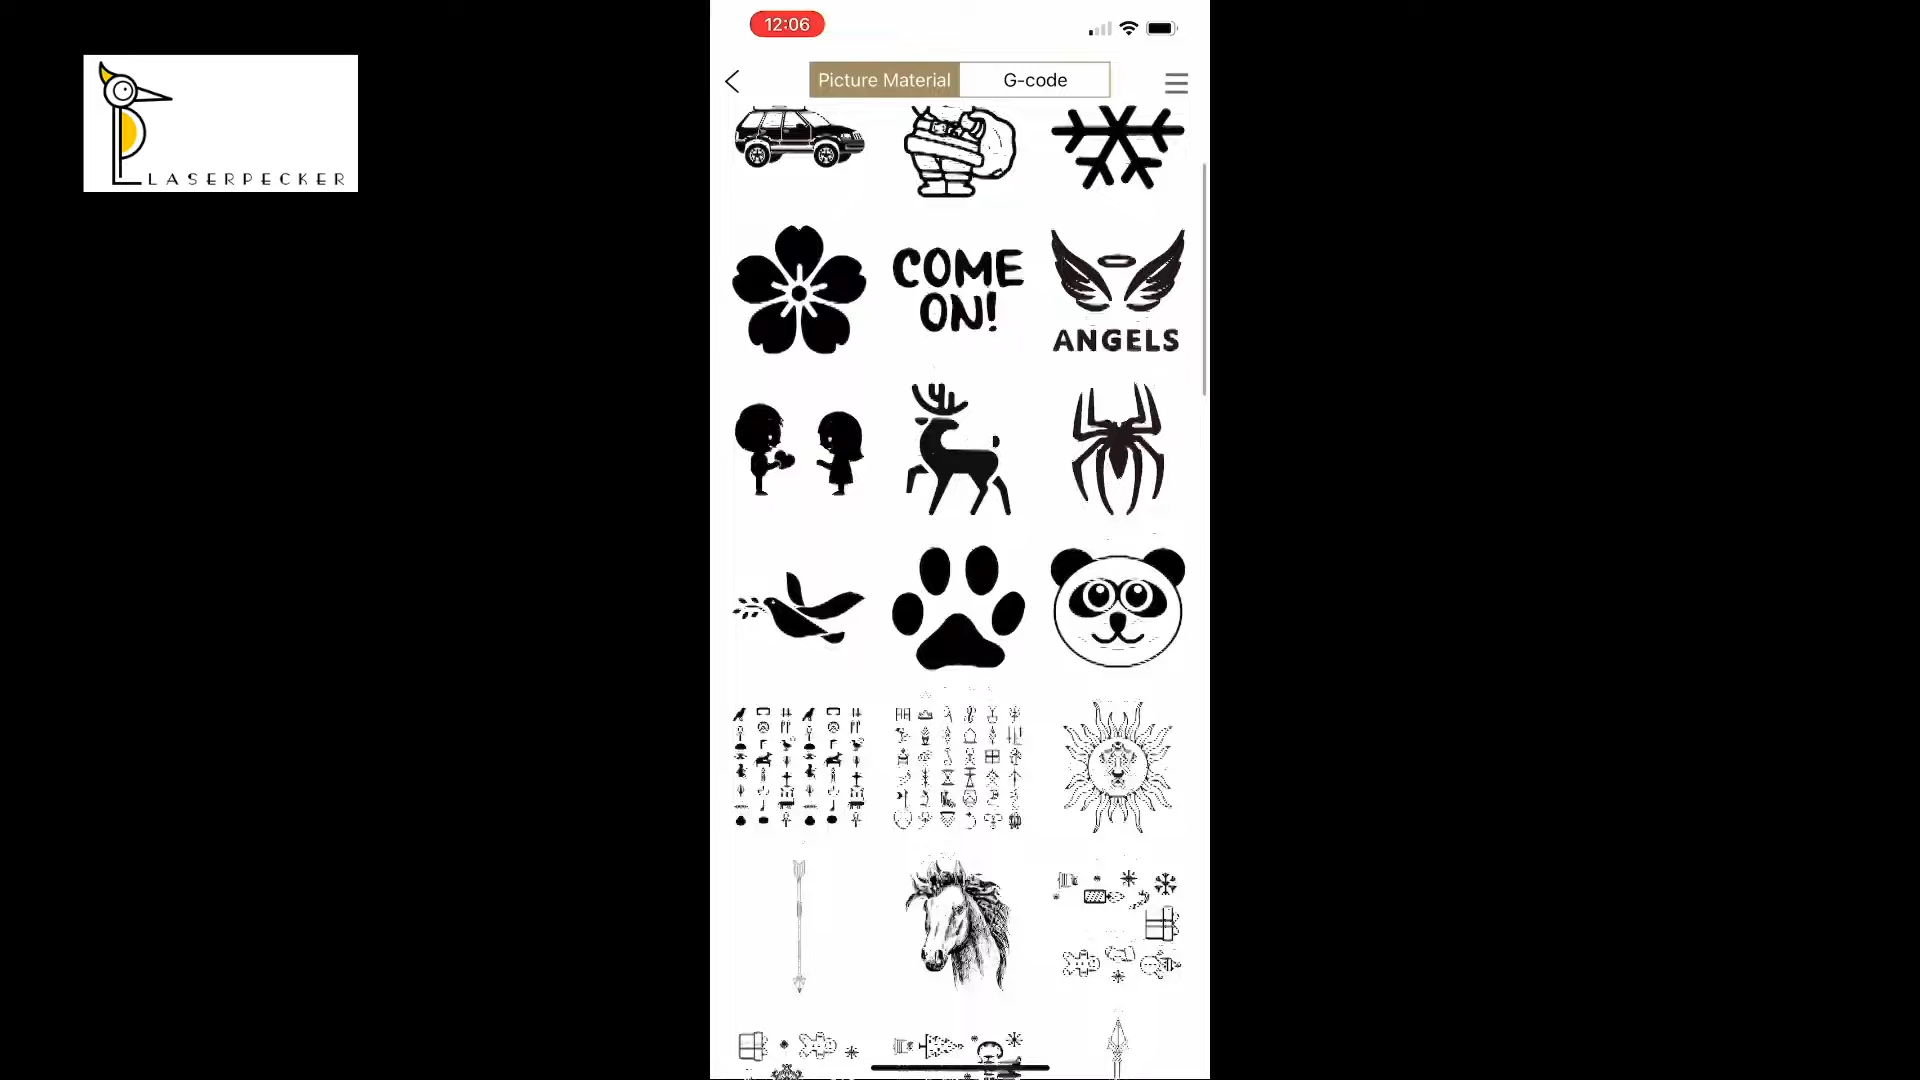 12:06
LASERPECKER
Picture Material
G-code
COME
ON!
ANGELS